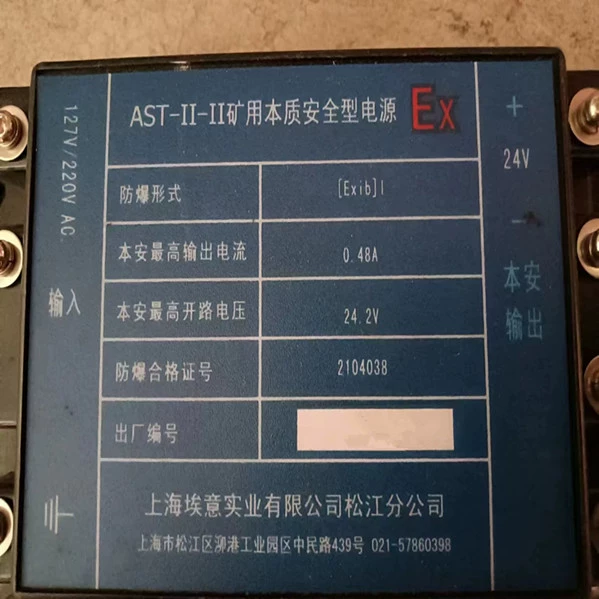 AST-II-II矿用本质安全型电源 Ex
防爆形式 [Exib]I
本安最高输出电流 0.48A
本安最高开路电压 24.2V
防爆合格证号 2104038
出厂编号
上海埃意实业有限公司松江分公司
上海市松江区泖港工业园区中民路439号 021-57860398
127V/220V AC.
输入
+
24V
-
本安
输出